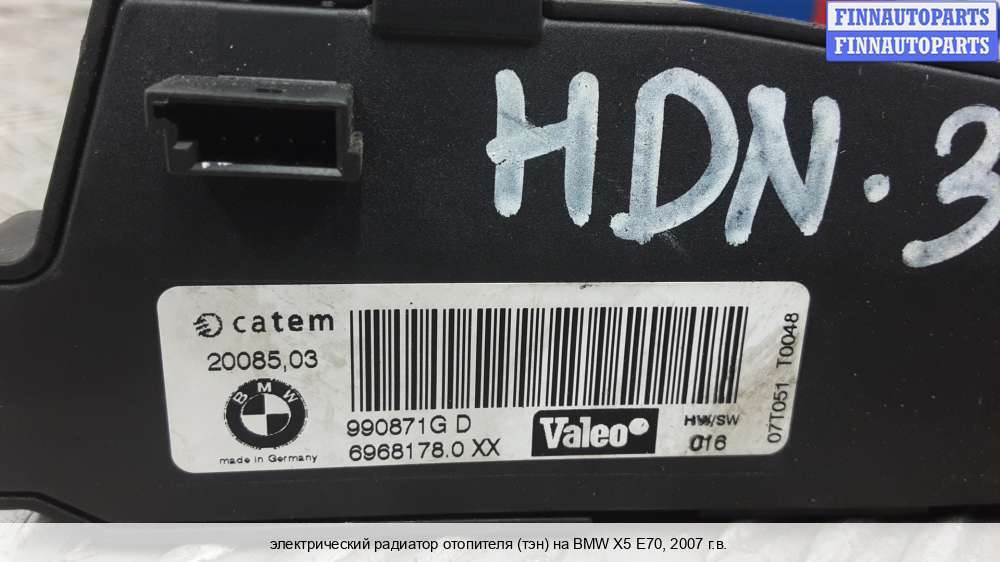 FINNAUTOPARTS
FINNAUTOPARTS
HDN.3
catem
20085,03
BMW
made in Germany
990871G D
6968178.0 XX
Valeo
HW/SW
016
07T051 T0048
электрический радиатор отопителя (тэн) на BMW X5 E70, 2007 г.в.